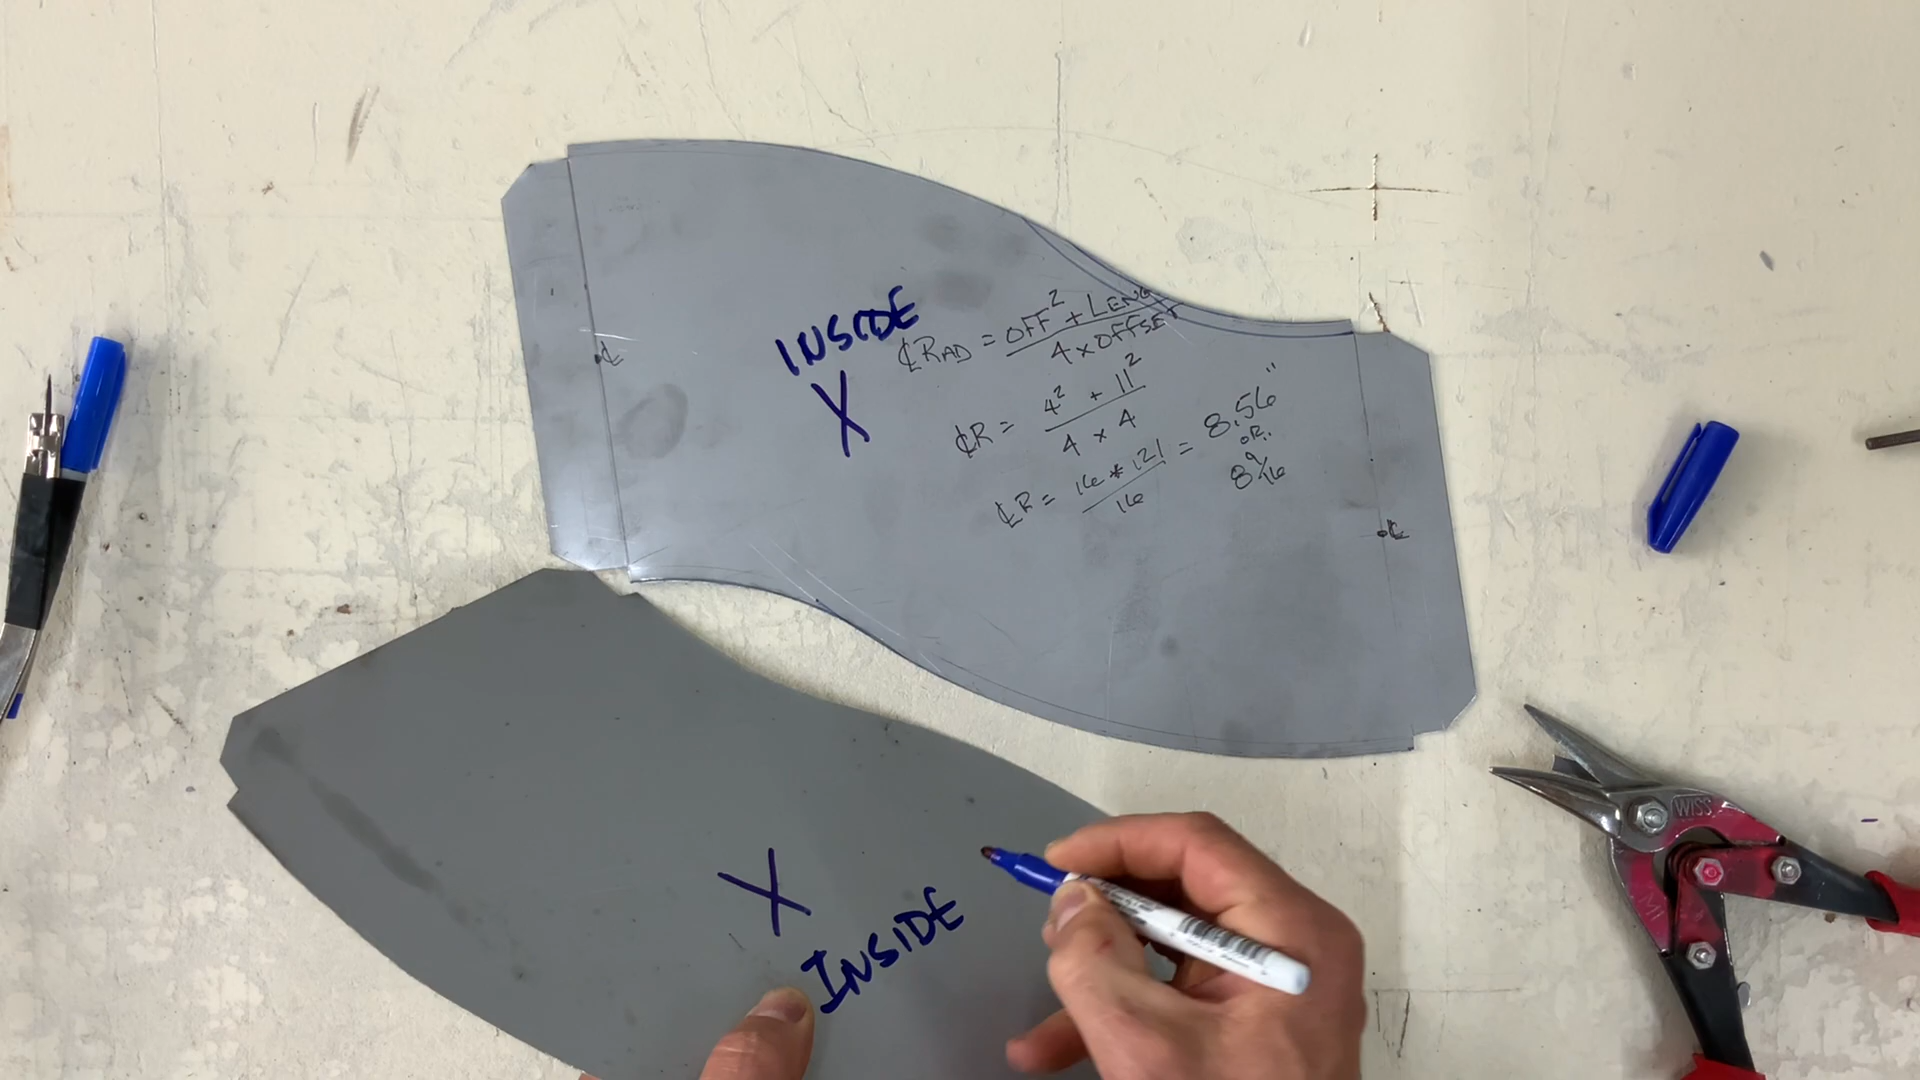 INSIDE
X
℄RAD = OFF² + LENG
4 x OFFSET
℄R = 4² + 11²
4 x 4
℄R = 16 * 121 = 8.56"
16
OR.
8 9/16
℄
℄
X
INSIDE
WISS